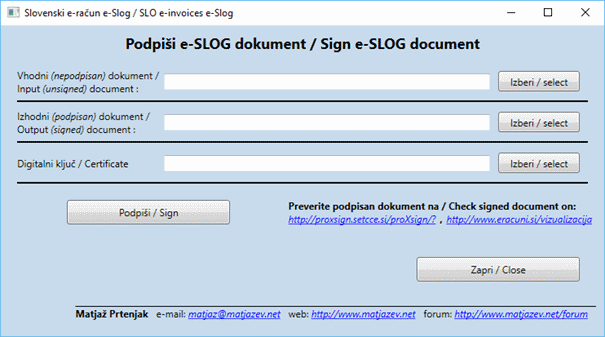 Slovenski e-račun e-Slog / SLO e-invoices e-Slog
Podpiši e-SLOG dokument / Sign e-SLOG document
Vhodni (nepodpisan) dokument /
Input (unsigned) document :
Izberi / select
Izhodni (podpisan) dokument /
Output (signed) document :
Izberi / select
Digitalni ključ / Certificate
Izberi / select
Podpiši / Sign
Preverite podpisan dokument na / Check signed document on:
http://proxsign.setcce.si/proXsign/? , http://www.eracuni.si/vizualizacija
Zapri / Close
Matjaž Prtenjak e-mail: matjaz@matjazev.net web: http://www.matjazev.net forum: http://www.matjazev.net/forum